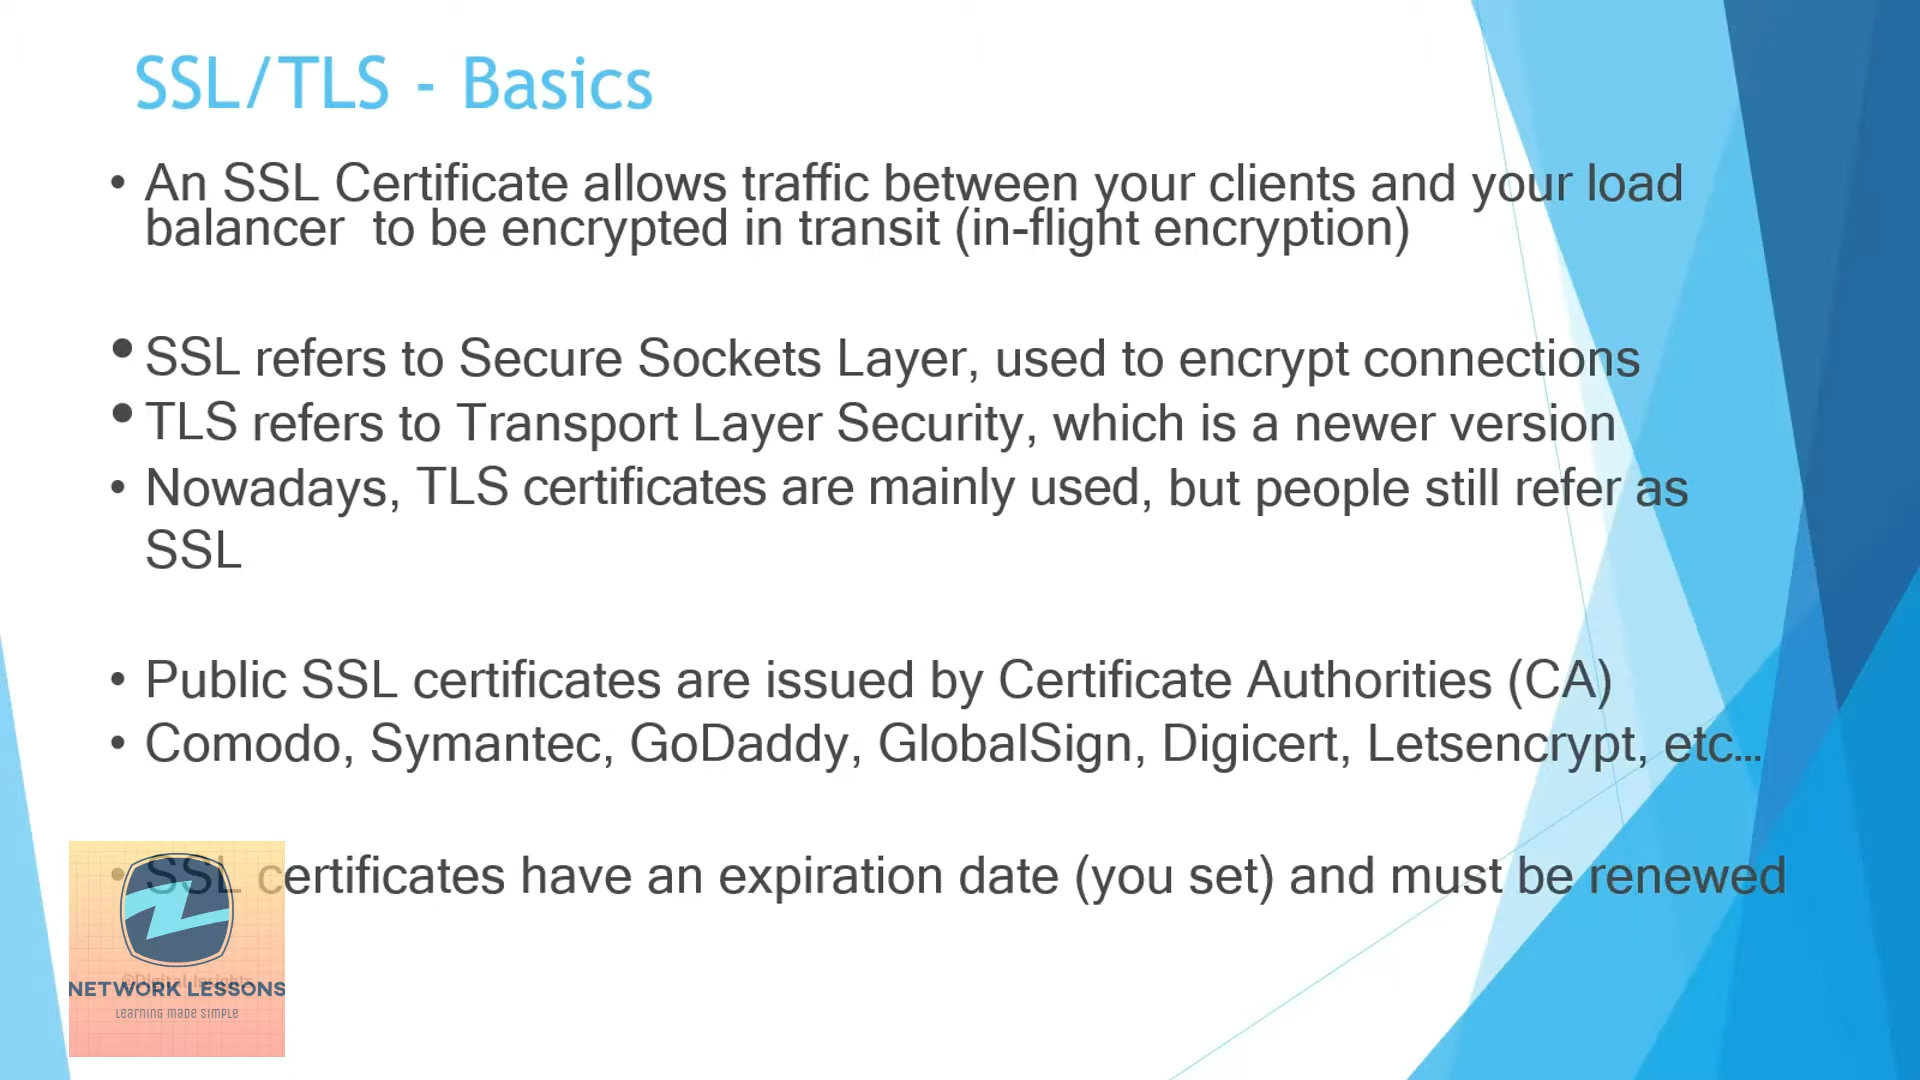 SSL/TLS - Basics
• An SSL Certificate allows traffic between your clients and your load
balancer to be encrypted in transit (in-flight encryption)
• SSL refers to Secure Sockets Layer, used to encrypt connections
• TLS refers to Transport Layer Security, which is a newer version
• Nowadays, TLS certificates are mainly used, but people still refer as
SSL
• Public SSL certificates are issued by Certificate Authorities (CA)
• Comodo, Symantec, GoDaddy, GlobalSign, Digicert, Letsencrypt, etc...
• SSL certificates have an expiration date (you set) and must be renewed
©Digital Insights
NETWORK LESSONS
Learning made simple